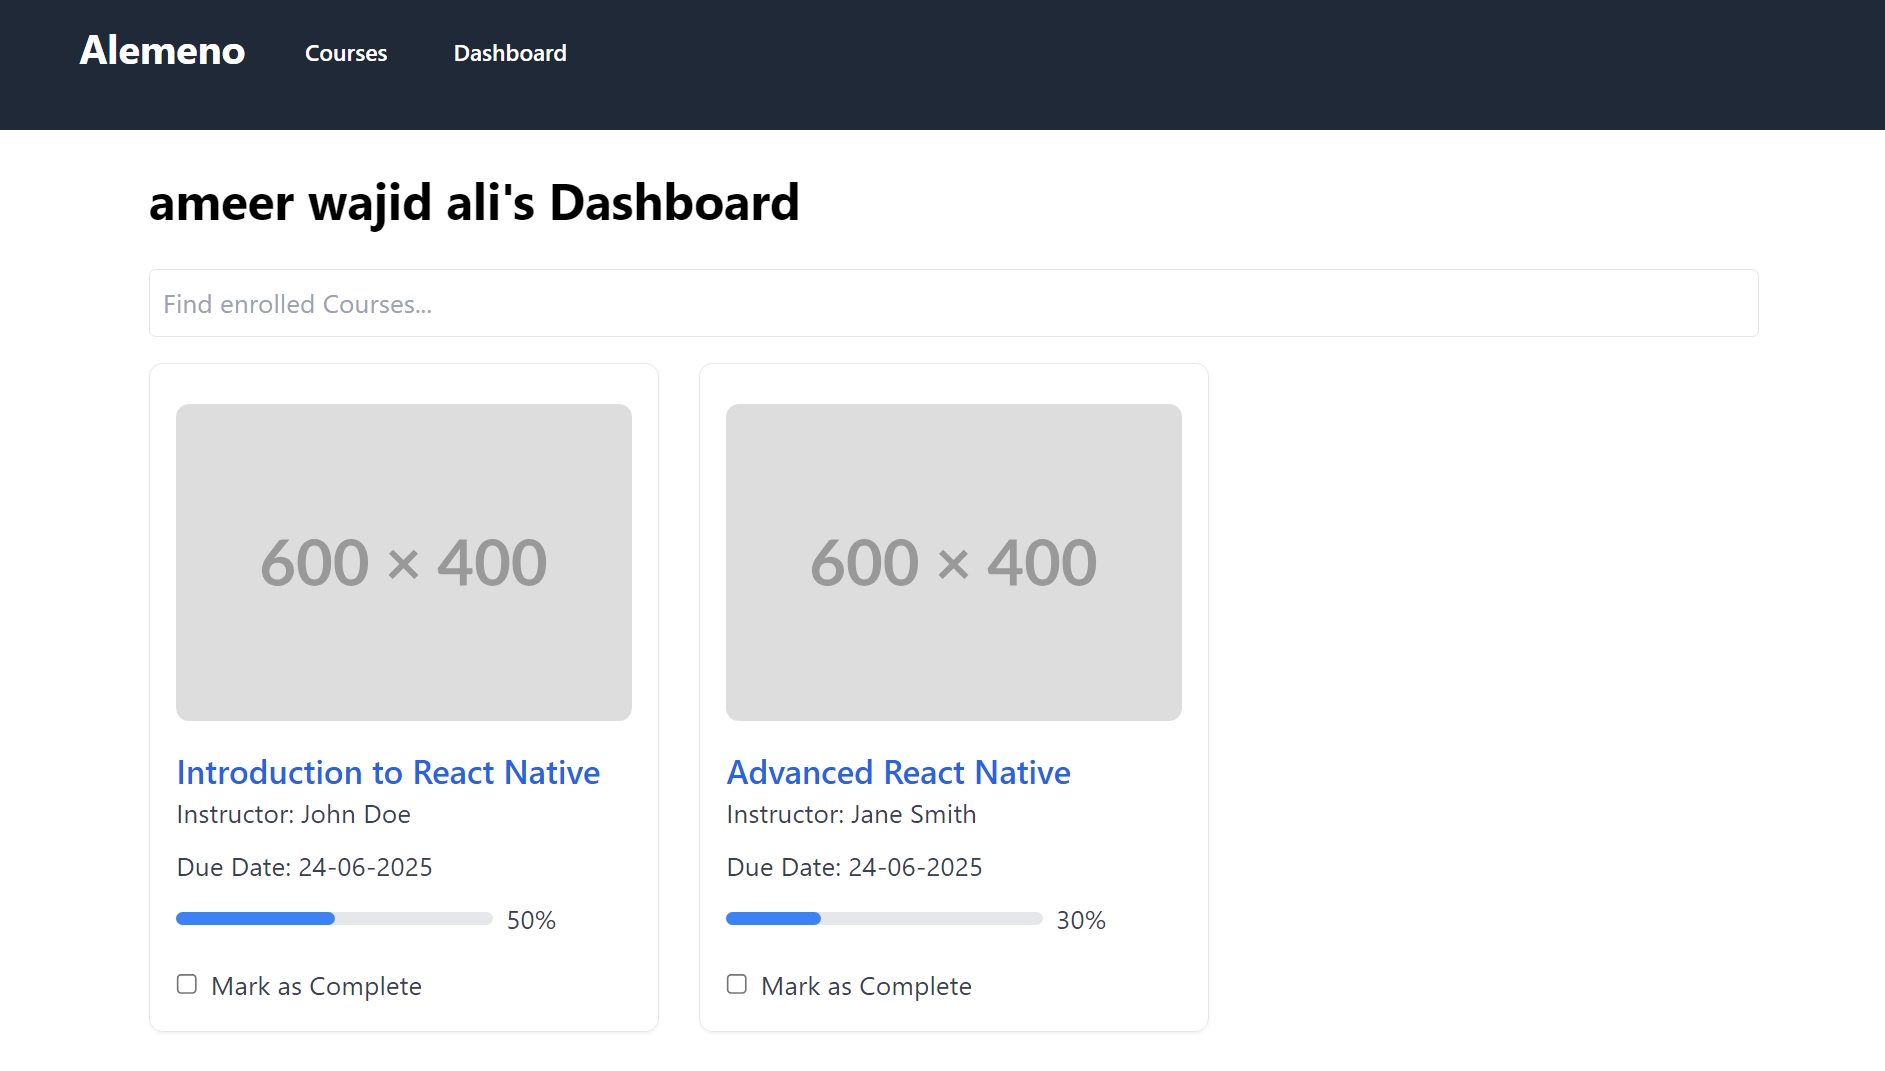 Alemeno Courses Dashboard
ameer wajid ali's Dashboard
Find enrolled Courses...
600 × 400
Introduction to React Native
Instructor: John Doe
Due Date: 24-06-2025
50%
Mark as Complete
600 × 400
Advanced React Native
Instructor: Jane Smith
Due Date: 24-06-2025
30%
Mark as Complete